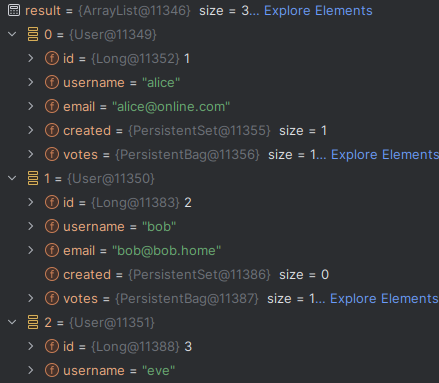 result = {ArrayList@11346} size = 3... Explore Elements
0 = {User@11349}
f id = {Long@11352} 1
f username = "alice"
f email = "alice@online.com"
f created = {PersistentSet@11355} size = 1
f votes = {PersistentBag@11356} size = 1... Explore Elements
1 = {User@11350}
f id = {Long@11383} 2
f username = "bob"
f email = "bob@bob.home"
f created = {PersistentSet@11386} size = 0
f votes = {PersistentBag@11387} size = 1... Explore Elements
2 = {User@11351}
f id = {Long@11388} 3
f username = "eve"